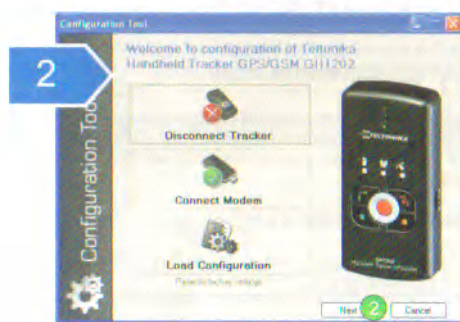 Configuration Tool
2
Welcome to configuration of Teltonika
Handheld Tracker GPS/GSM GH1202
Configuration Tool
Disconnect Tracker
Connect Modem
Load Configuration
TELTONIKA
Next
2
Cancel